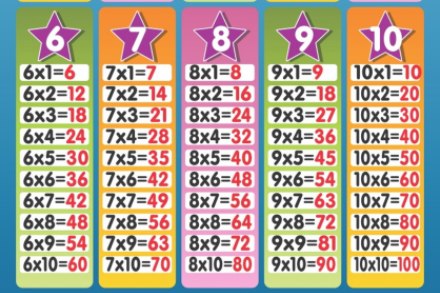 6
6x1=6
6x2=12
6x3=18
6x4=24
6x5=30
6x6=36
6x7=42
6x8=48
6x9=54
6x10=60
7
7x1=7
7x2=14
7x3=21
7x4=28
7x5=35
7x6=42
7x7=49
7x8=56
7x9=63
7x10=70
8
8x1=8
8x2=16
8x3=24
8x4=32
8x5=40
8x6=48
8x7=56
8x8=64
8x9=72
8x10=80
9
9x1=9
9x2=18
9x3=27
9x4=36
9x5=45
9x6=54
9x7=63
9x8=72
9x9=81
9x10=90
10
10x1=10
10x2=20
10x3=30
10x4=40
10x5=50
10x6=60
10x7=70
10x8=80
10x9=90
10x10=100